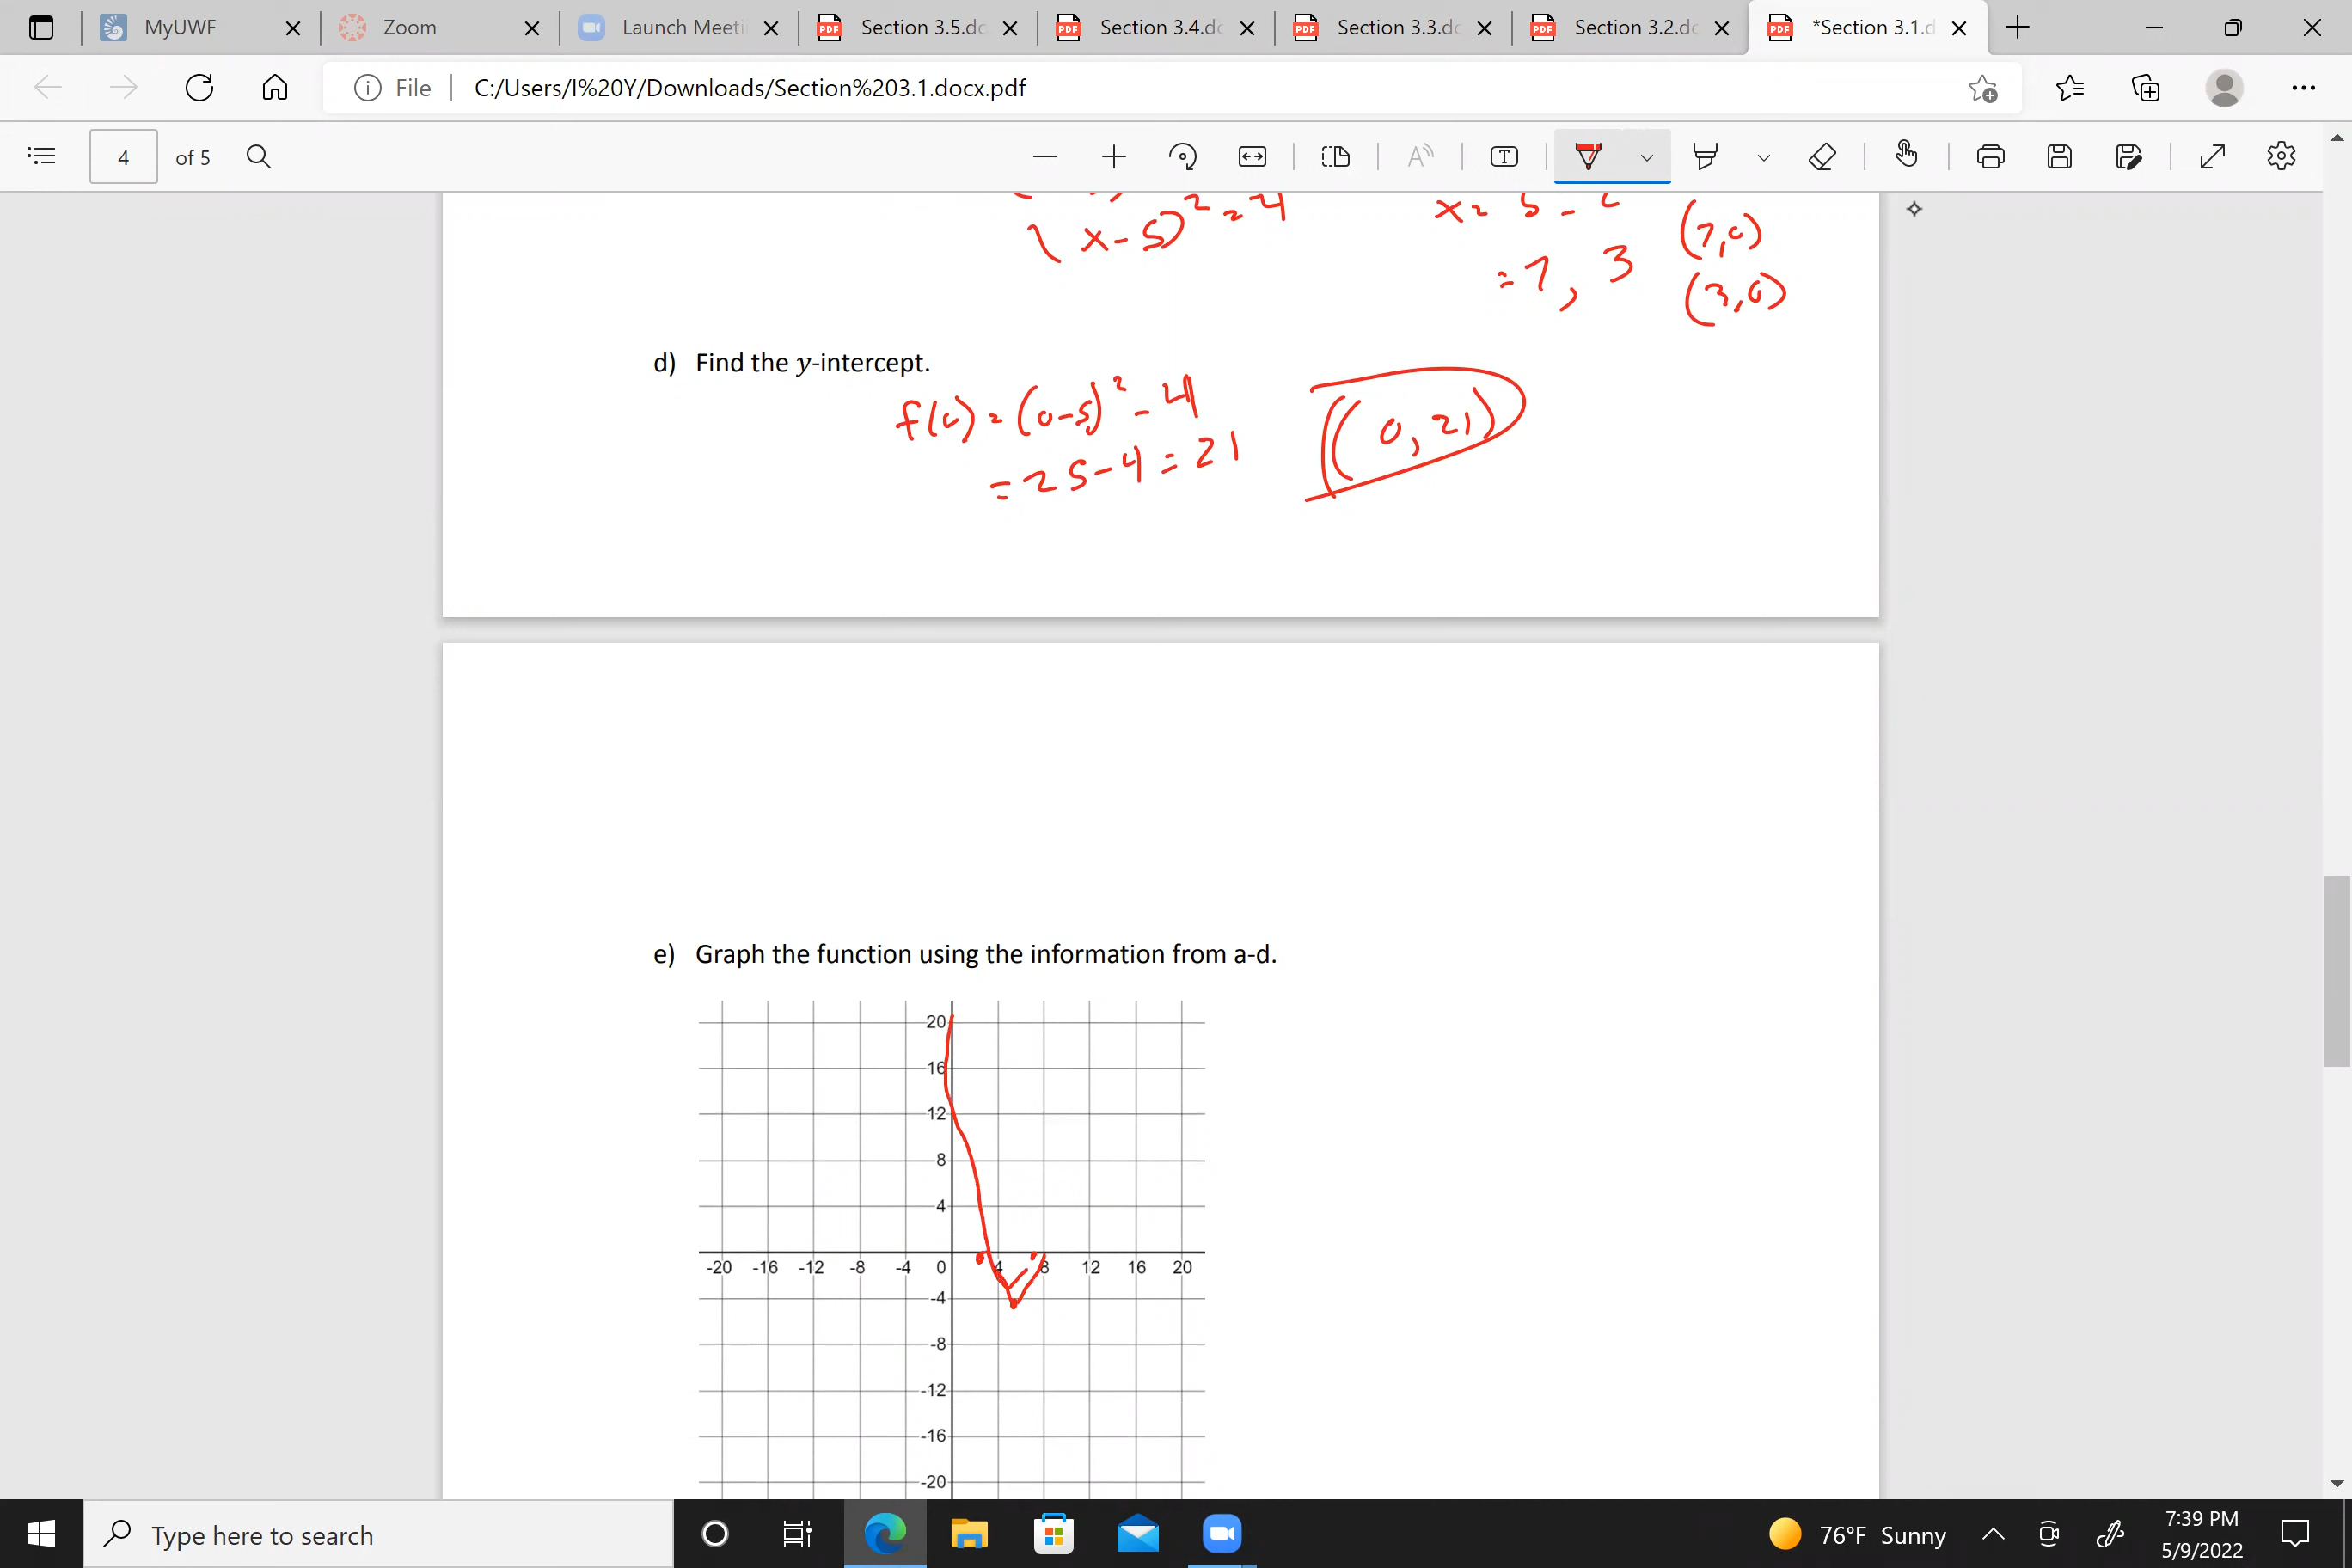 MyUWF
Zoom
Launch Meeti
Section 3.5.dc
Section 3.4.dc
Section 3.3.dc
Section 3.2.dc
*Section 3.1.d
File
C:/Users/I%20Y/Downloads/Section%203.1.docx.pdf
4 of 5
(x-5)² = 4
x = 5 -
= 7, 3
(7,0)
(3,0)
d) Find the y-intercept.
f(0) = (0-5)² - 4
= 25-4 = 21
(0, 21)
e) Graph the function using the information from a-d.
20
16
12
8
4
-20 -16 -12 -8 -4 0 4 8 12 16 20
-4
-8
-12
-16
-20
Type here to search
76°F Sunny
7:39 PM
5/9/2022